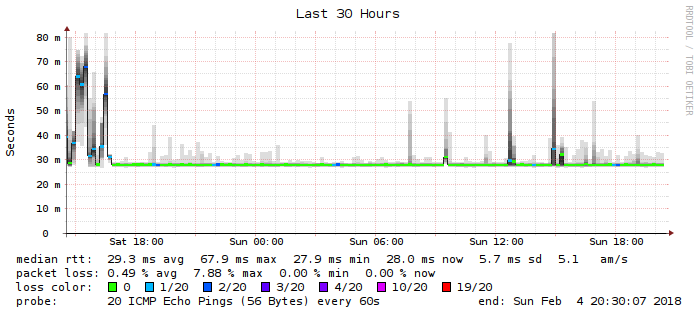 Last 30 Hours
RRDTOOL / TOBI OETIKER
Seconds
80 m
70 m
60 m
50 m
40 m
30 m
20 m
10 m
0
Sat 18:00 Sun 00:00 Sun 06:00 Sun 12:00 Sun 18:00
median rtt: 29.3 ms avg 67.9 ms max 27.9 ms min 28.0 ms now 5.7 ms sd 5.1 am/s
packet loss: 0.49 % avg 7.88 % max 0.00 % min 0.00 % now
loss color: 0 1/20 2/20 3/20 4/20 10/20 19/20
probe: 20 ICMP Echo Pings (56 Bytes) every 60s end: Sun Feb 4 20:30:07 2018